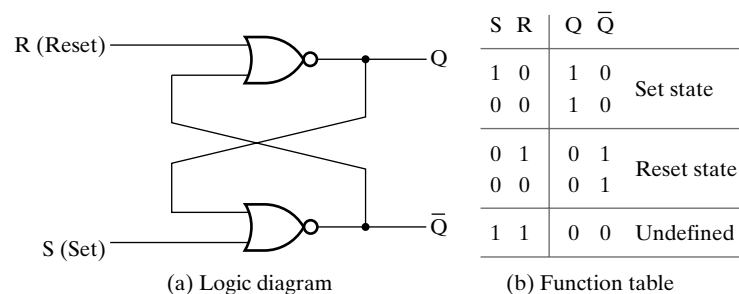 R (Reset)
Q
S (Set)
Q̅
(a) Logic diagram
S R Q Q̅
1 0 1 0
Set state
0 0 1 0
0 1 0 1
Reset state
0 0 0 1
1 1 0 0 Undefined
(b) Function table